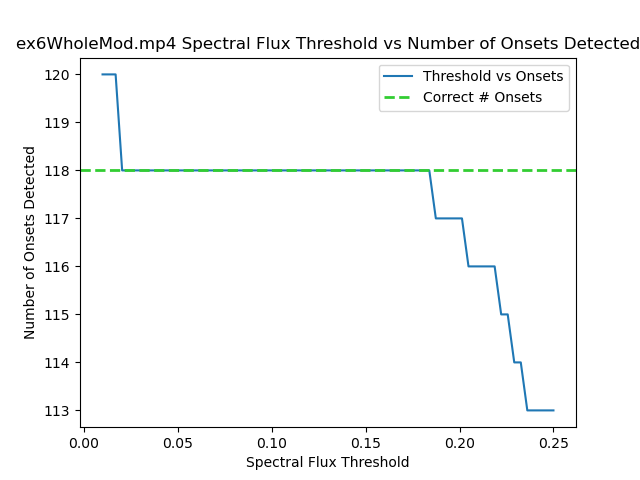 ex6WholeMod.mp4 Spectral Flux Threshold vs Number of Onsets Detected
Threshold vs Onsets
Correct # Onsets
120
119
118
117
116
115
114
113
Number of Onsets Detected
0.00 0.05 0.10 0.15 0.20 0.25
Spectral Flux Threshold